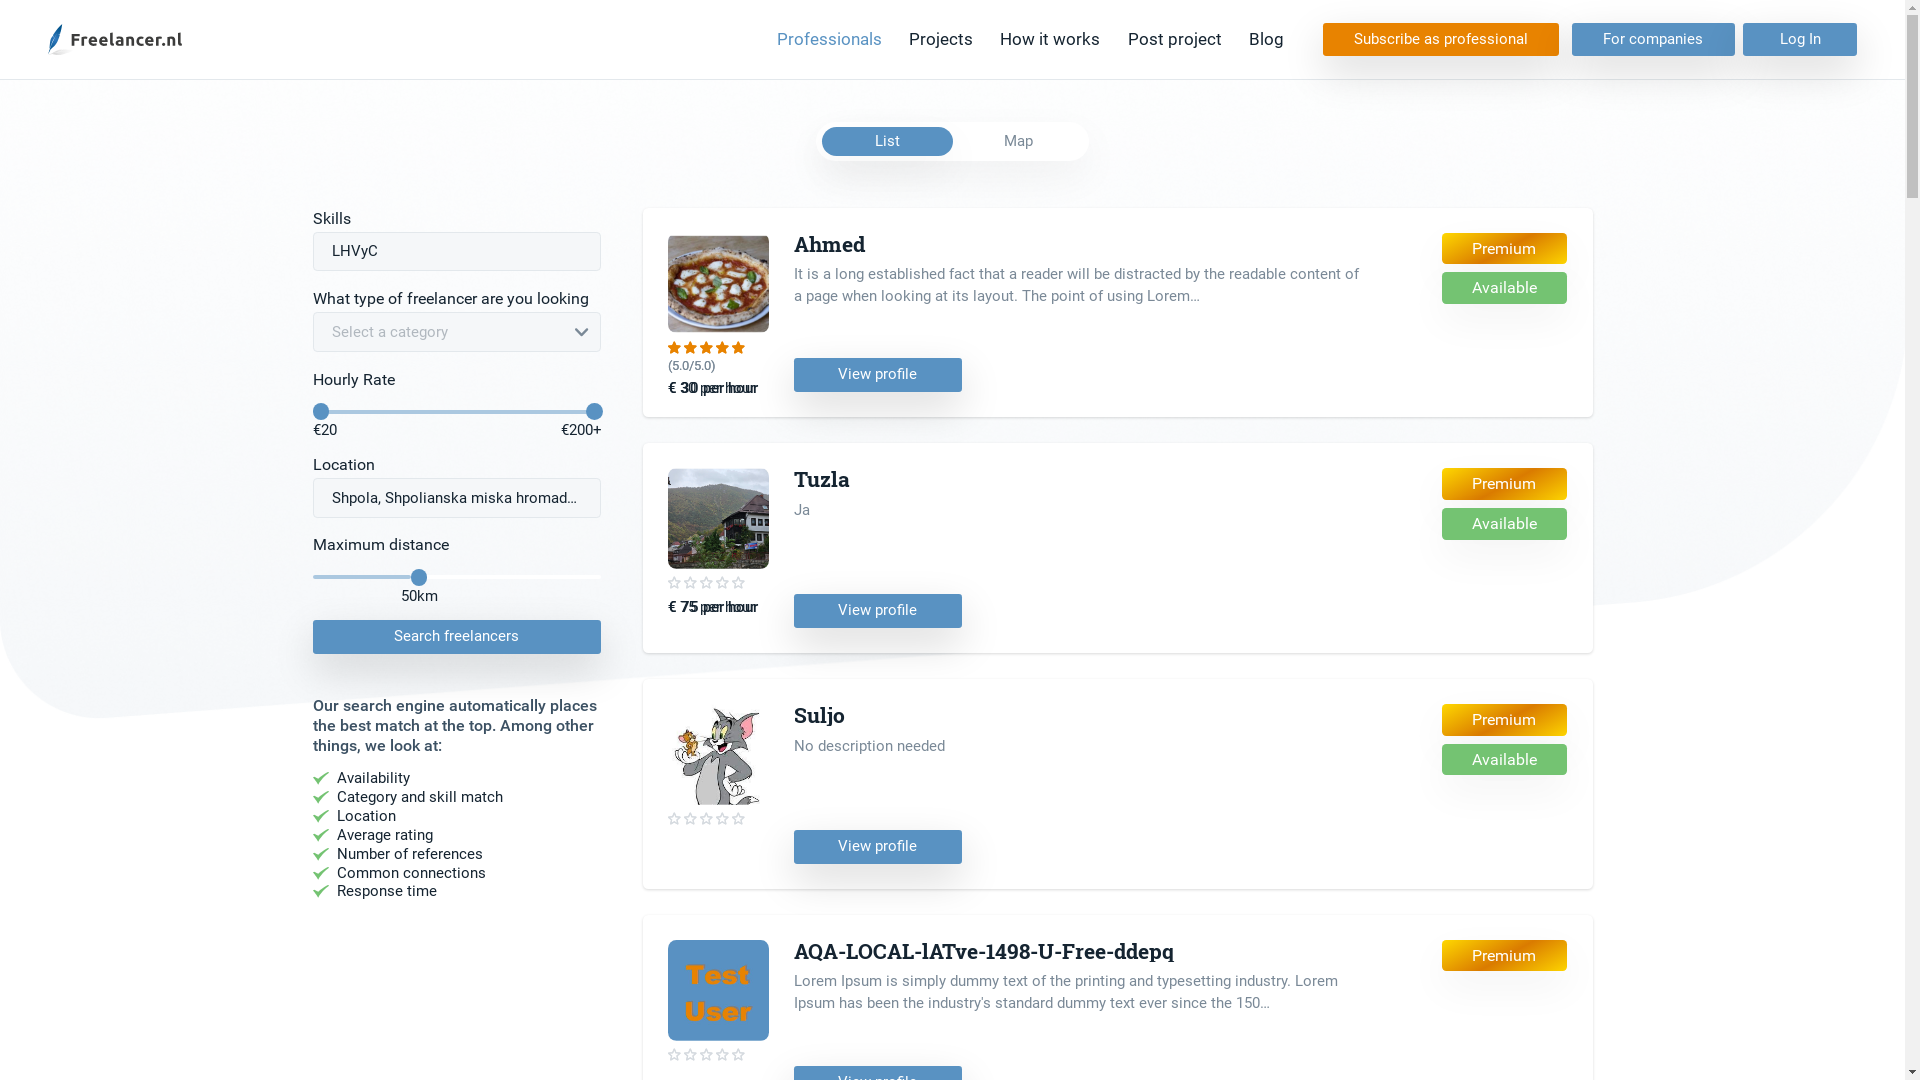 Freelancer.nl
Professionals
Projects
How it works
Post project
Blog
Subscribe as professional
For companies
Log In
List
Map
Skills
LHVyC
What type of freelancer are you looking
Select a category
Hourly Rate
€20
€200+
Location
Shpola, Shpolianska miska hromad...
Maximum distance
50km
Search freelancers
Our search engine automatically places
the best match at the top. Among other
things, we look at:
Availability
Category and skill match
Location
Average rating
Number of references
Common connections
Response time
Ahmed
It is a long established fact that a reader will be distracted by the readable content of
a page when looking at its layout. The point of using Lorem...
(5.0/5.0)
€ 30 per hour
View profile
Premium
Available
Tuzla
Ja
€ 75 per hour
View profile
Premium
Available
Suljo
No description needed
View profile
Premium
Available
Test
User
AQA-LOCAL-lATve-1498-U-Free-ddepq
Lorem Ipsum is simply dummy text of the printing and typesetting industry. Lorem
Ipsum has been the industry's standard dummy text ever since the 150...
View profile
Premium